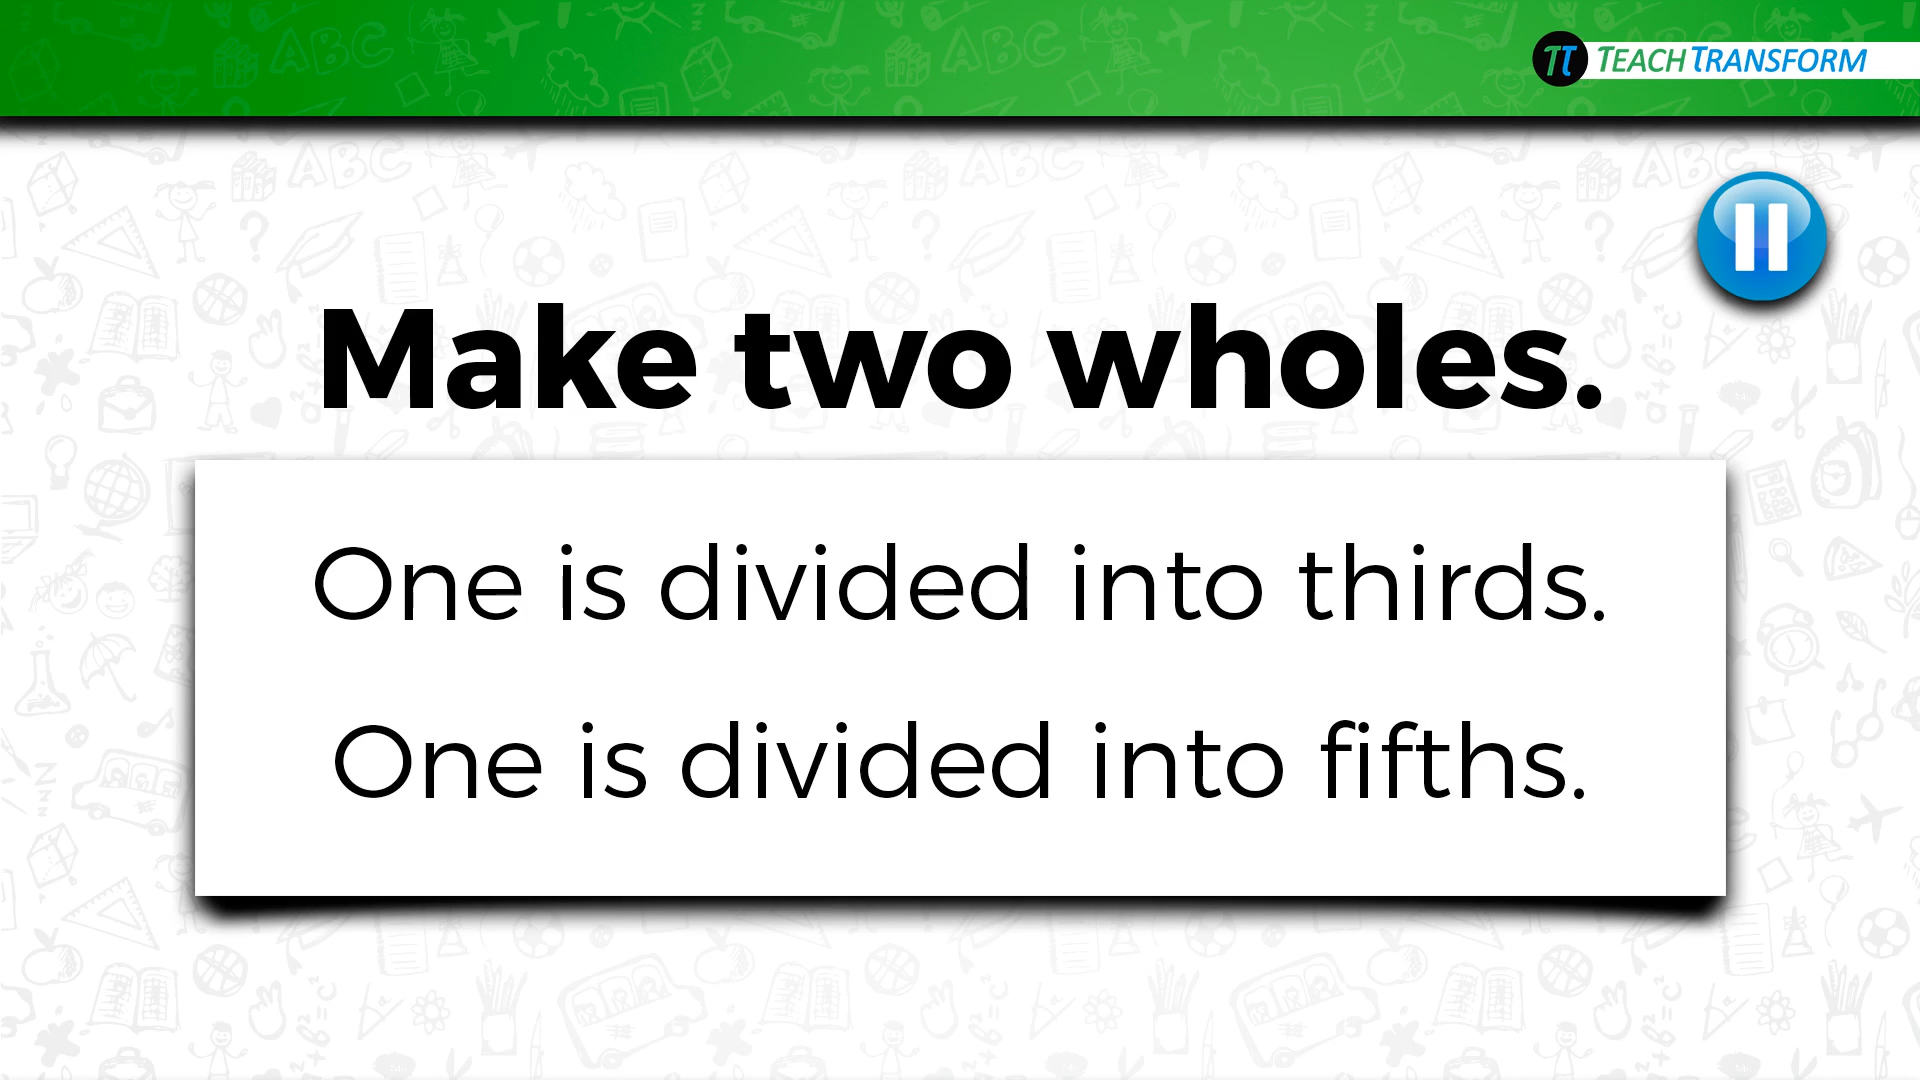 TEACH TRANSFORM
Make two wholes.
One is divided into thirds.
One is divided into fifths.